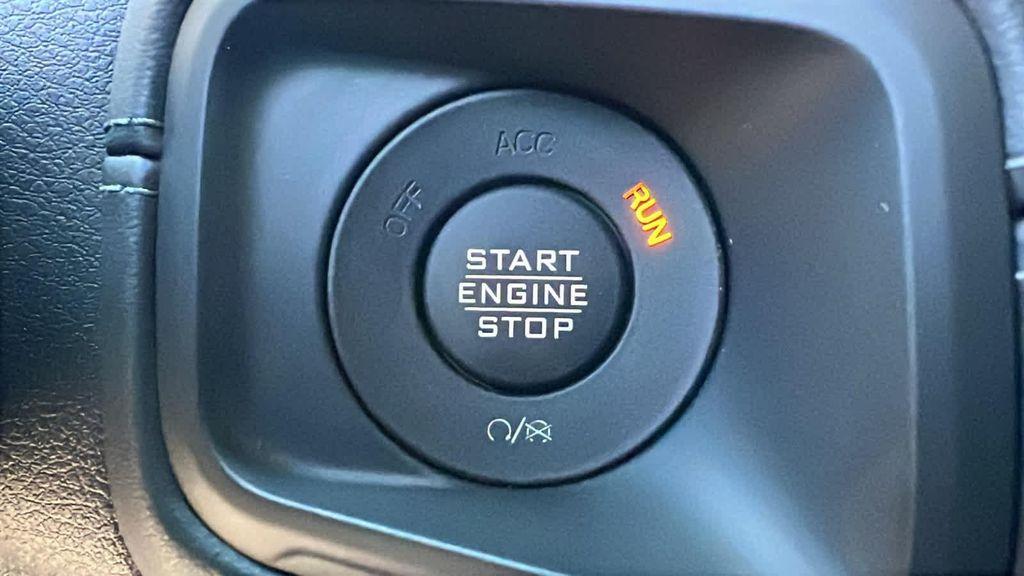 ACC
OFF
RUN
START
ENGINE
STOP